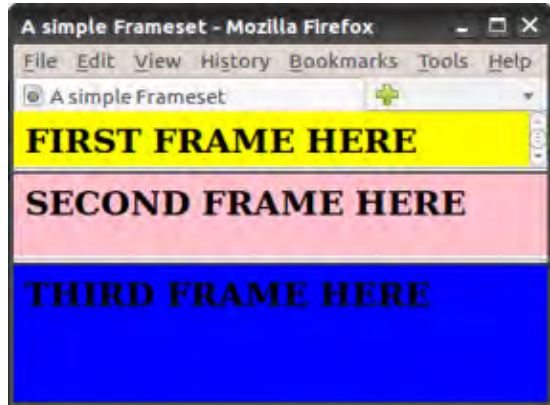 A simple Frameset - Mozilla Firefox
File Edit View History Bookmarks Tools Help
A simple Frameset
FIRST FRAME HERE
SECOND FRAME HERE
THIRD FRAME HERE